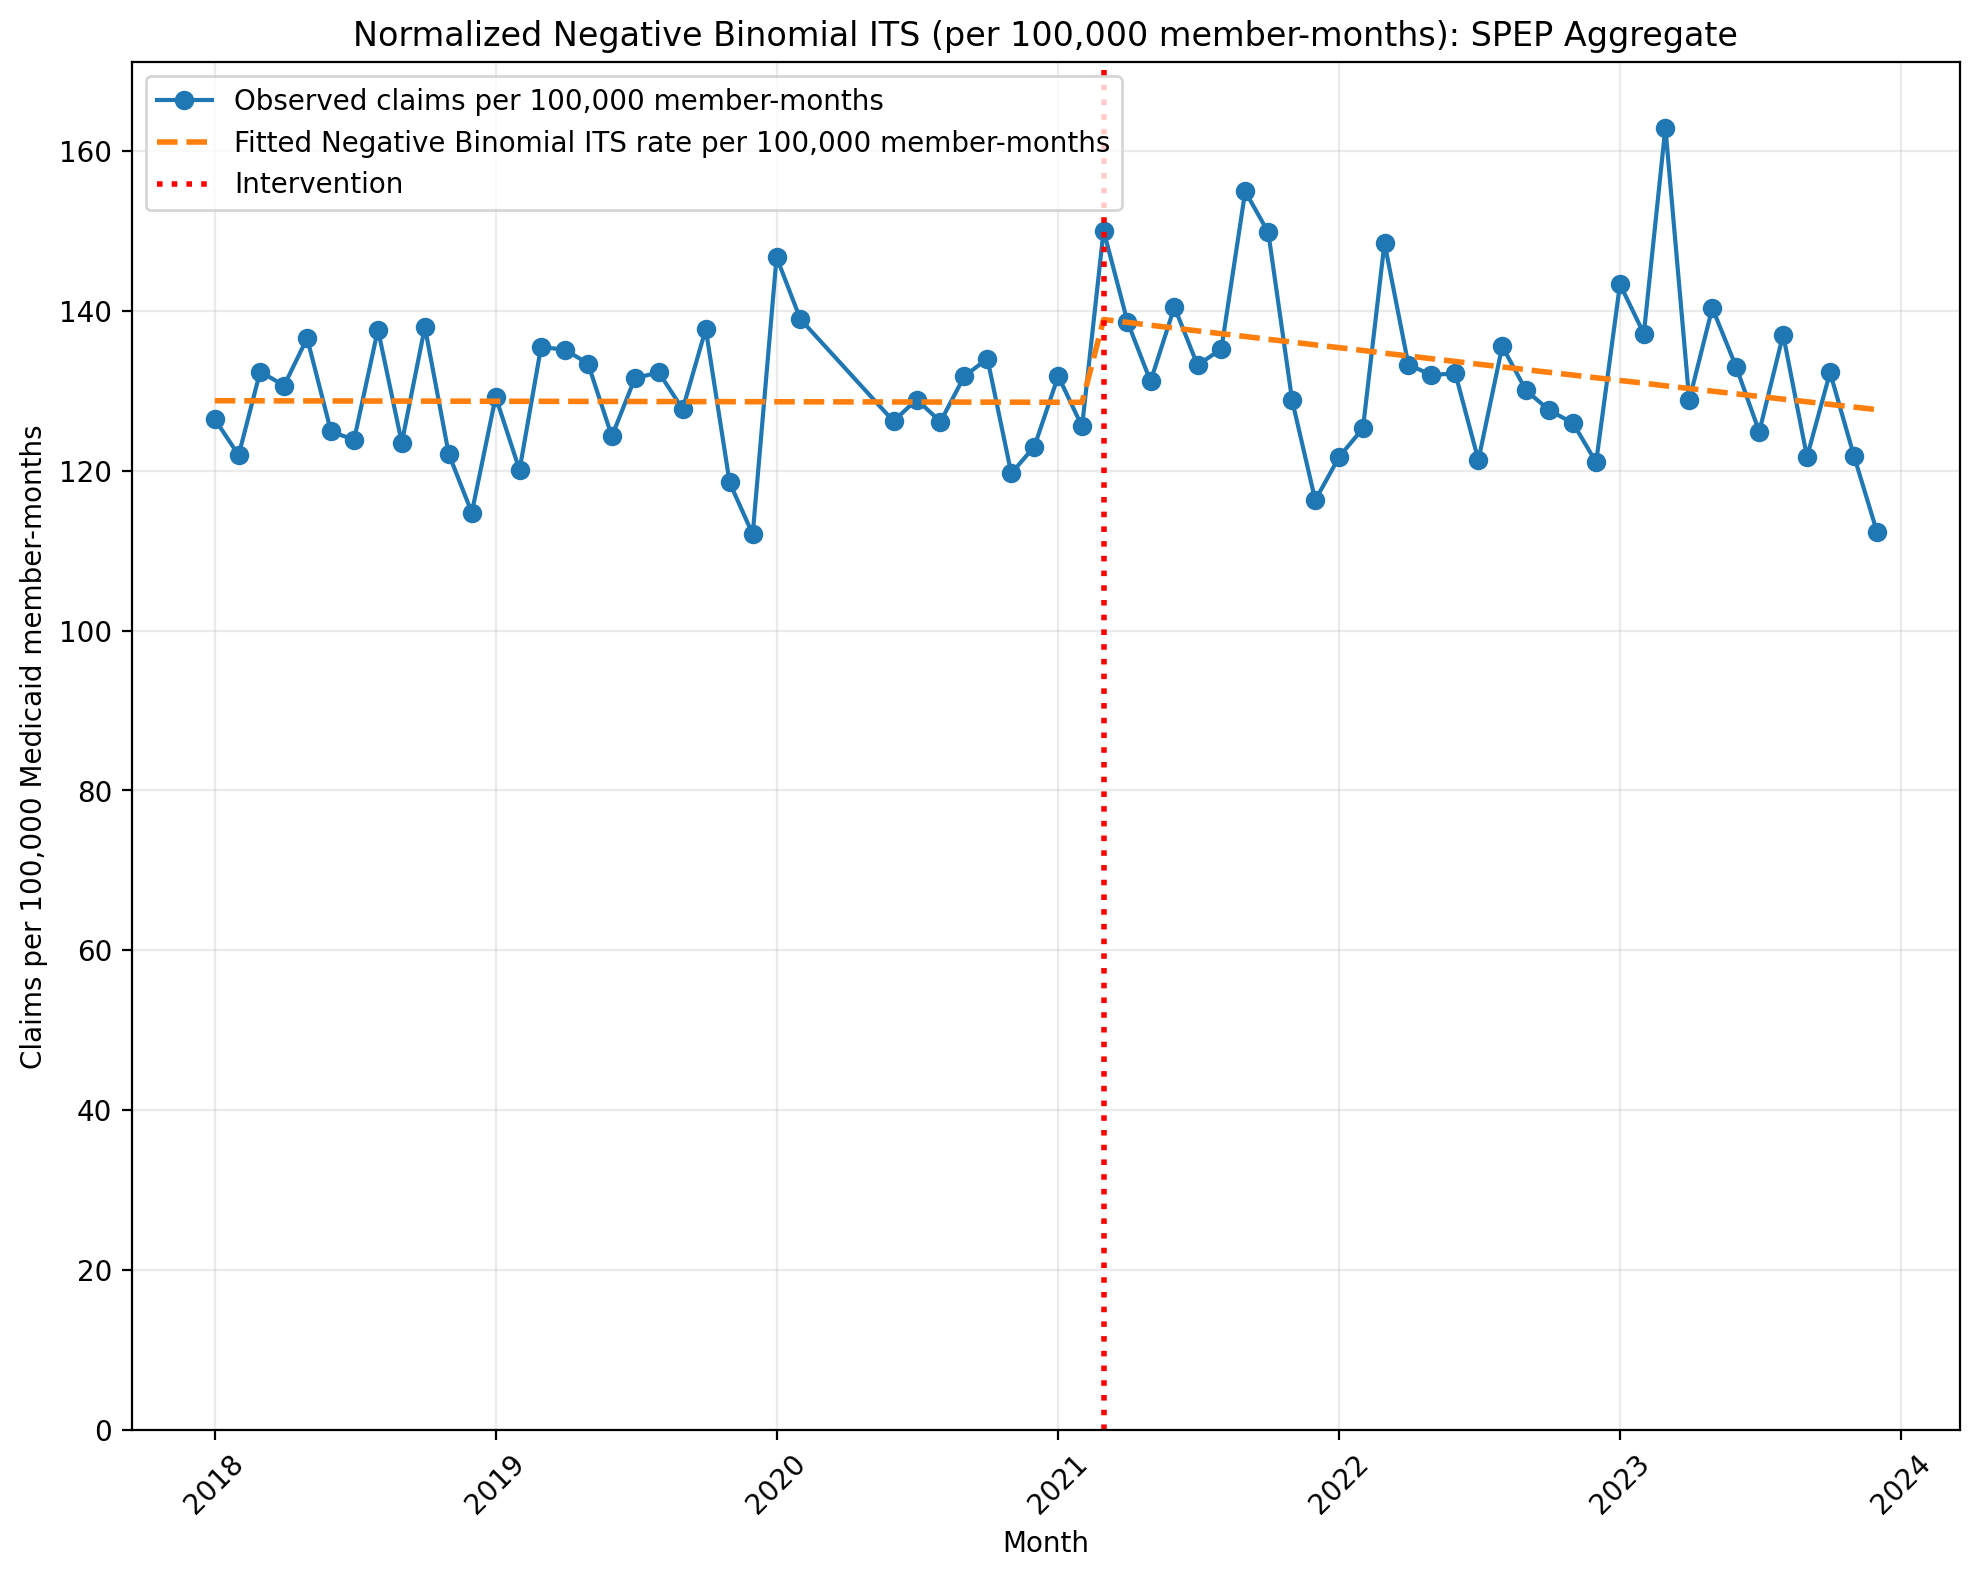 Normalized Negative Binomial ITS (per 100,000 member-months): SPEP Aggregate
Observed claims per 100,000 member-months
Fitted Negative Binomial ITS rate per 100,000 member-months
Intervention
Claims per 100,000 Medicaid member-months
160
140
120
100
80
60
40
20
0
2018
2019
2020
2021
2022
2023
2024
Month